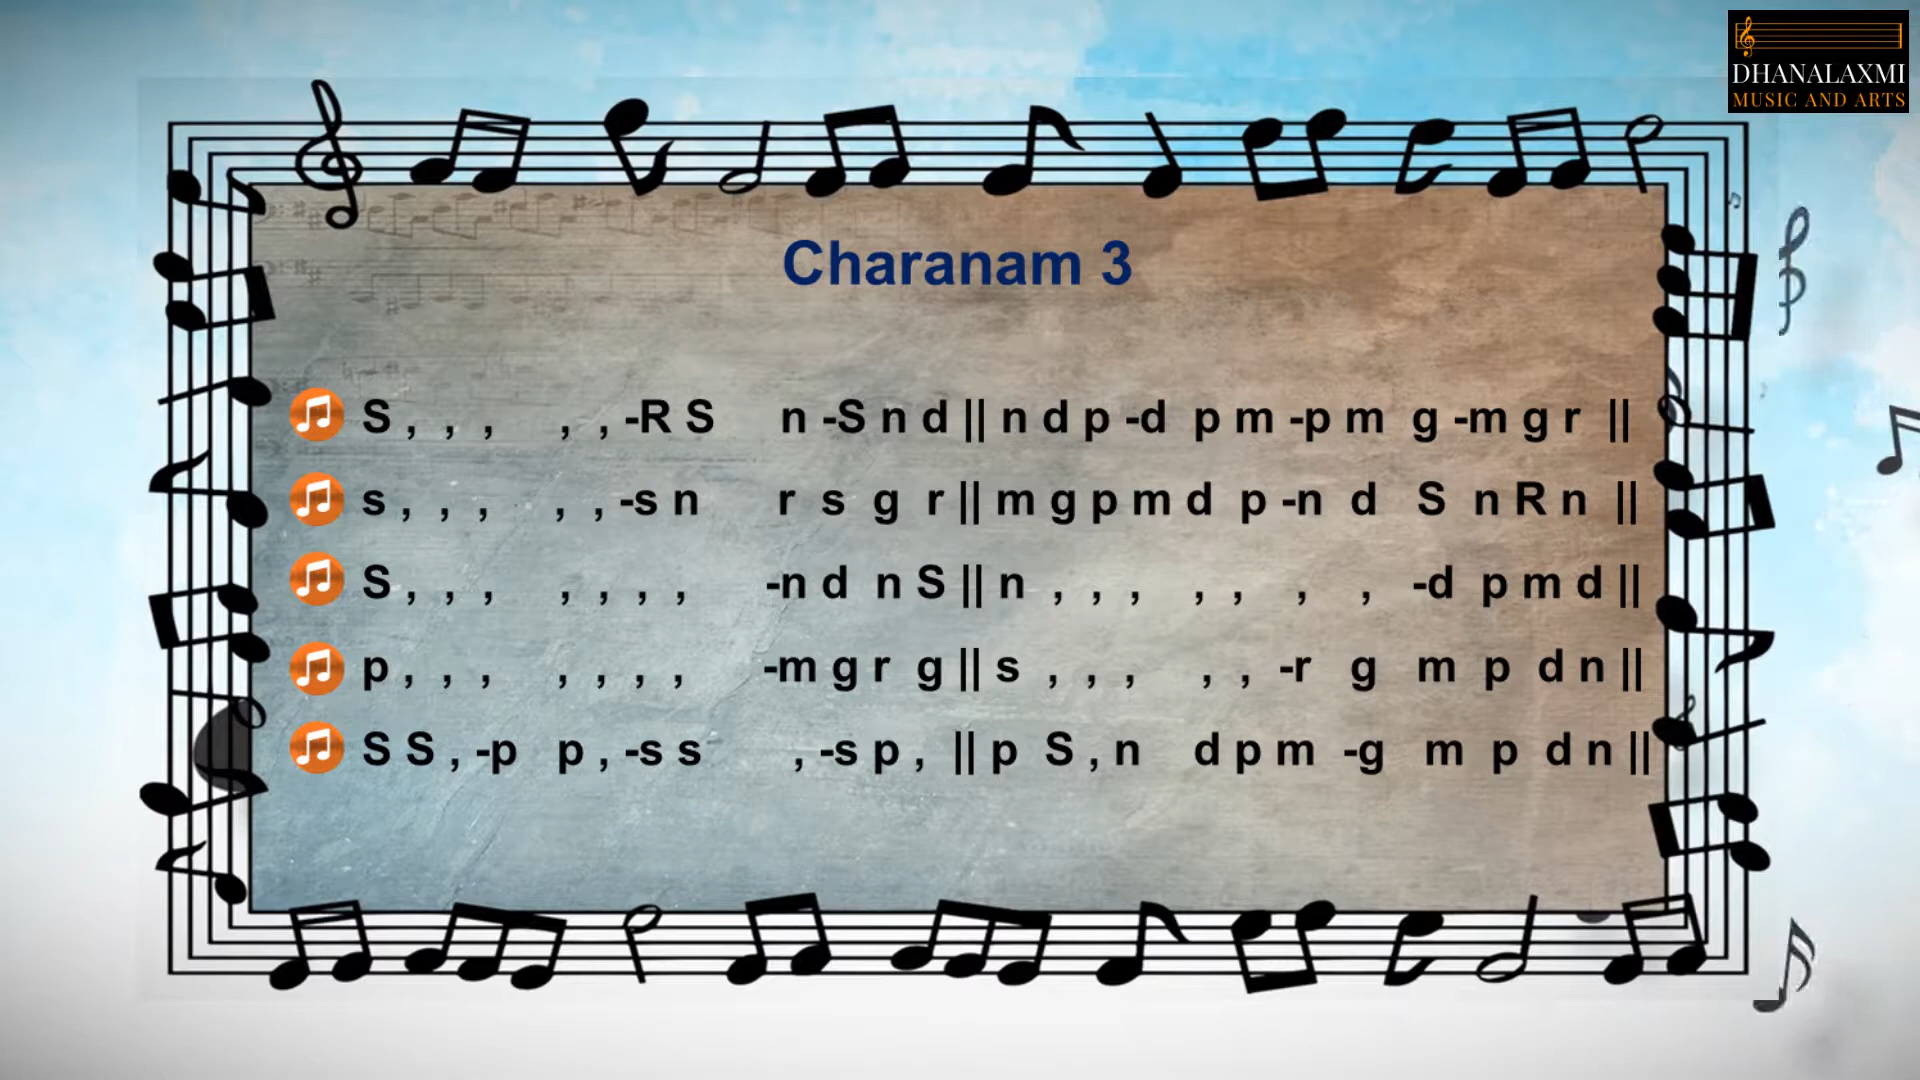 DHANALAXMI
MUSIC AND ARTS
Charanam 3
S , , , , , -R S n -S n d || n d p -d p m -p m g -m g r ||
s , , , , , -s n r s g r || m g p m d p -n d S n R n ||
S , , , , , , , -n d n S || n , , , , , , , -d p m d ||
p , , , , , , , -m g r g || s , , , , , -r g m p d n ||
S S , -p p , -s s , -s p , || p S , n d p m -g m p d n ||